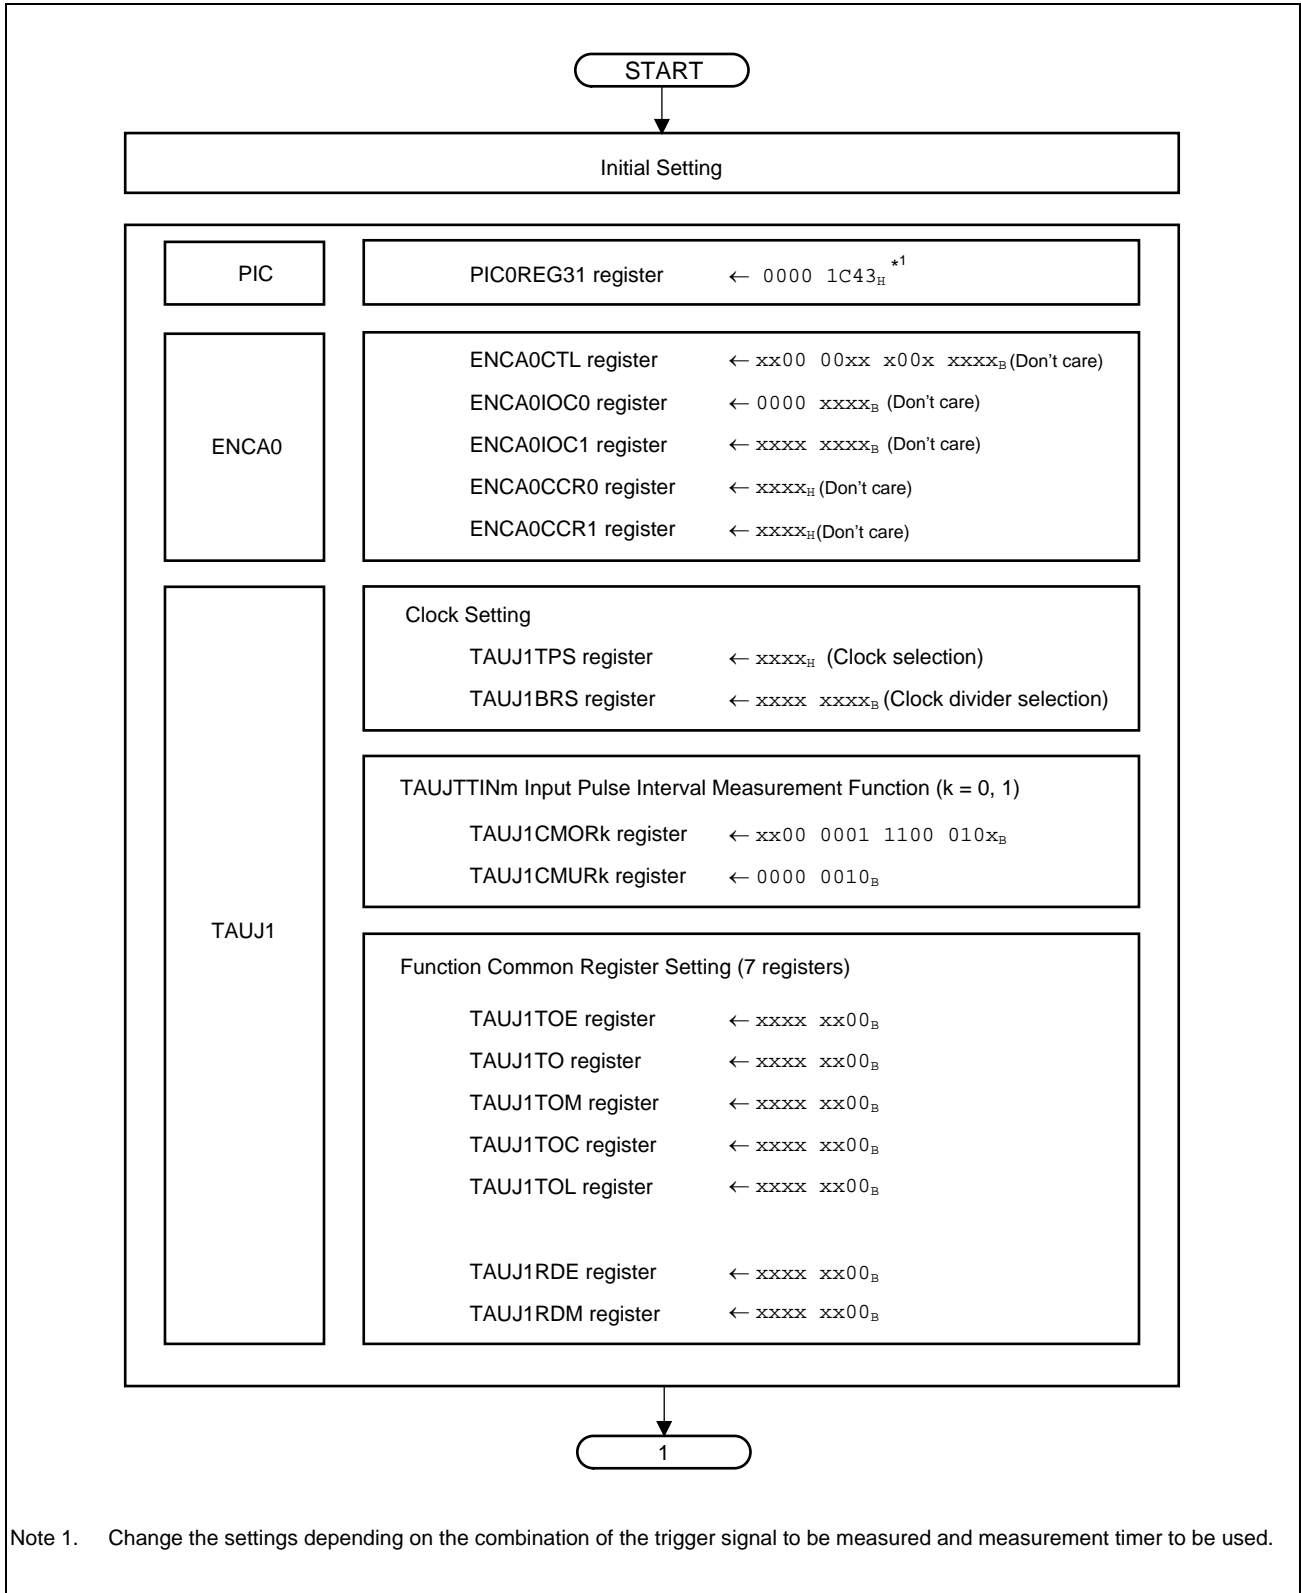 START
Initial Setting
PIC
PIC0REG31 register ← 0000 1C43H *1
ENCA0
ENCA0CTL register ← xx00 00xx x00x xxxxB (Don't care)
ENCA0IOC0 register ← 0000 xxxxB (Don't care)
ENCA0IOC1 register ← xxxx xxxxB (Don't care)
ENCA0CCR0 register ← xxxxH (Don't care)
ENCA0CCR1 register ← xxxxH (Don't care)
TAUJ1
Clock Setting
TAUJ1TPS register ← xxxxH (Clock selection)
TAUJ1BRS register ← xxxx xxxxB (Clock divider selection)
TAUJTTINm Input Pulse Interval Measurement Function (k = 0, 1)
TAUJ1CMORk register ← xx00 0001 1100 010xB
TAUJ1CMURk register ← 0000 0010B
Function Common Register Setting (7 registers)
TAUJ1TOE register ← xxxx xx00B
TAUJ1TO register ← xxxx xx00B
TAUJ1TOM register ← xxxx xx00B
TAUJ1TOC register ← xxxx xx00B
TAUJ1TOL register ← xxxx xx00B
TAUJ1RDE register ← xxxx xx00B
TAUJ1RDM register ← xxxx xx00B
1
Note 1. Change the settings depending on the combination of the trigger signal to be measured and measurement timer to be used.